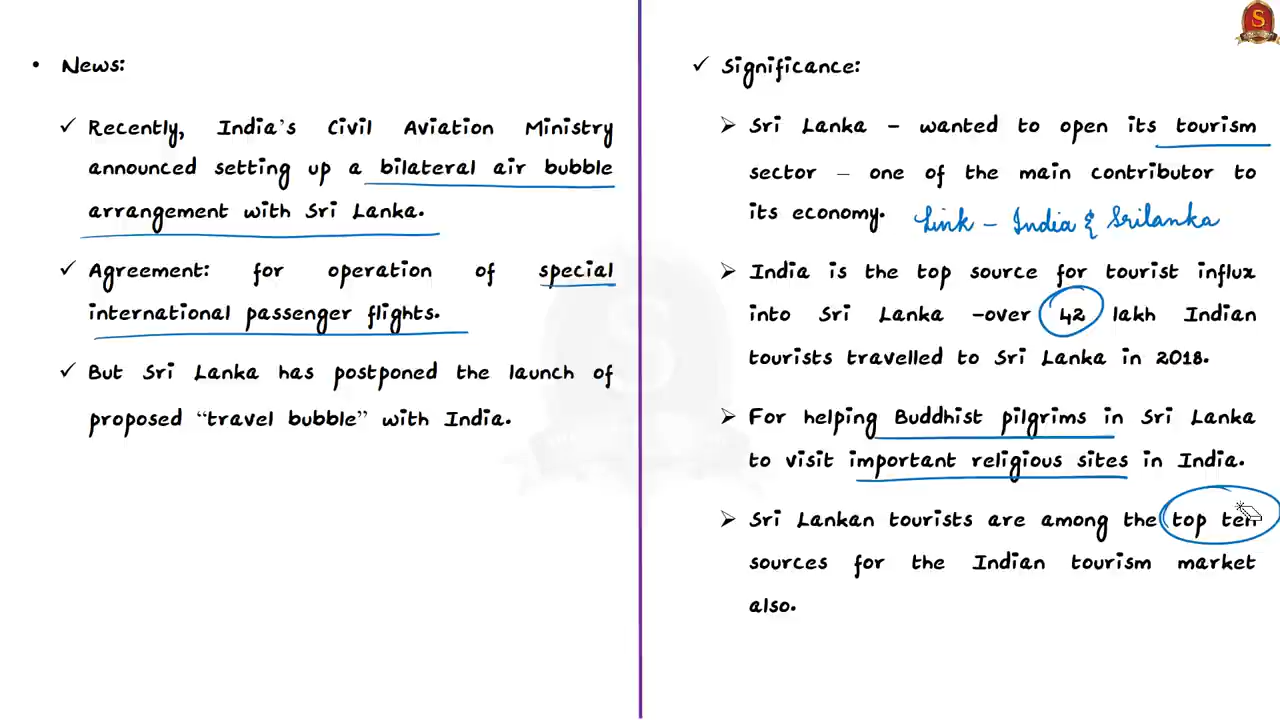 • News:
✓ Recently, India's Civil Aviation Ministry
announced setting up a bilateral air bubble
arrangement with Sri Lanka.
✓ Agreement: for operation of special
international passenger flights.
✓ But Sri Lanka has postponed the launch of
proposed “travel bubble” with India.
✓ Significance:
➢ Sri Lanka – wanted to open its tourism
sector – one of the main contributor to
its economy. Link – India & Srilanka
➢ India is the top source for tourist influx
into Sri Lanka –over 42 lakh Indian
tourists travelled to Sri Lanka in 2018.
➢ For helping Buddhist pilgrims in Sri Lanka
to visit important religious sites in India.
➢ Sri Lankan tourists are among the top ten
sources for the Indian tourism market
also.
S